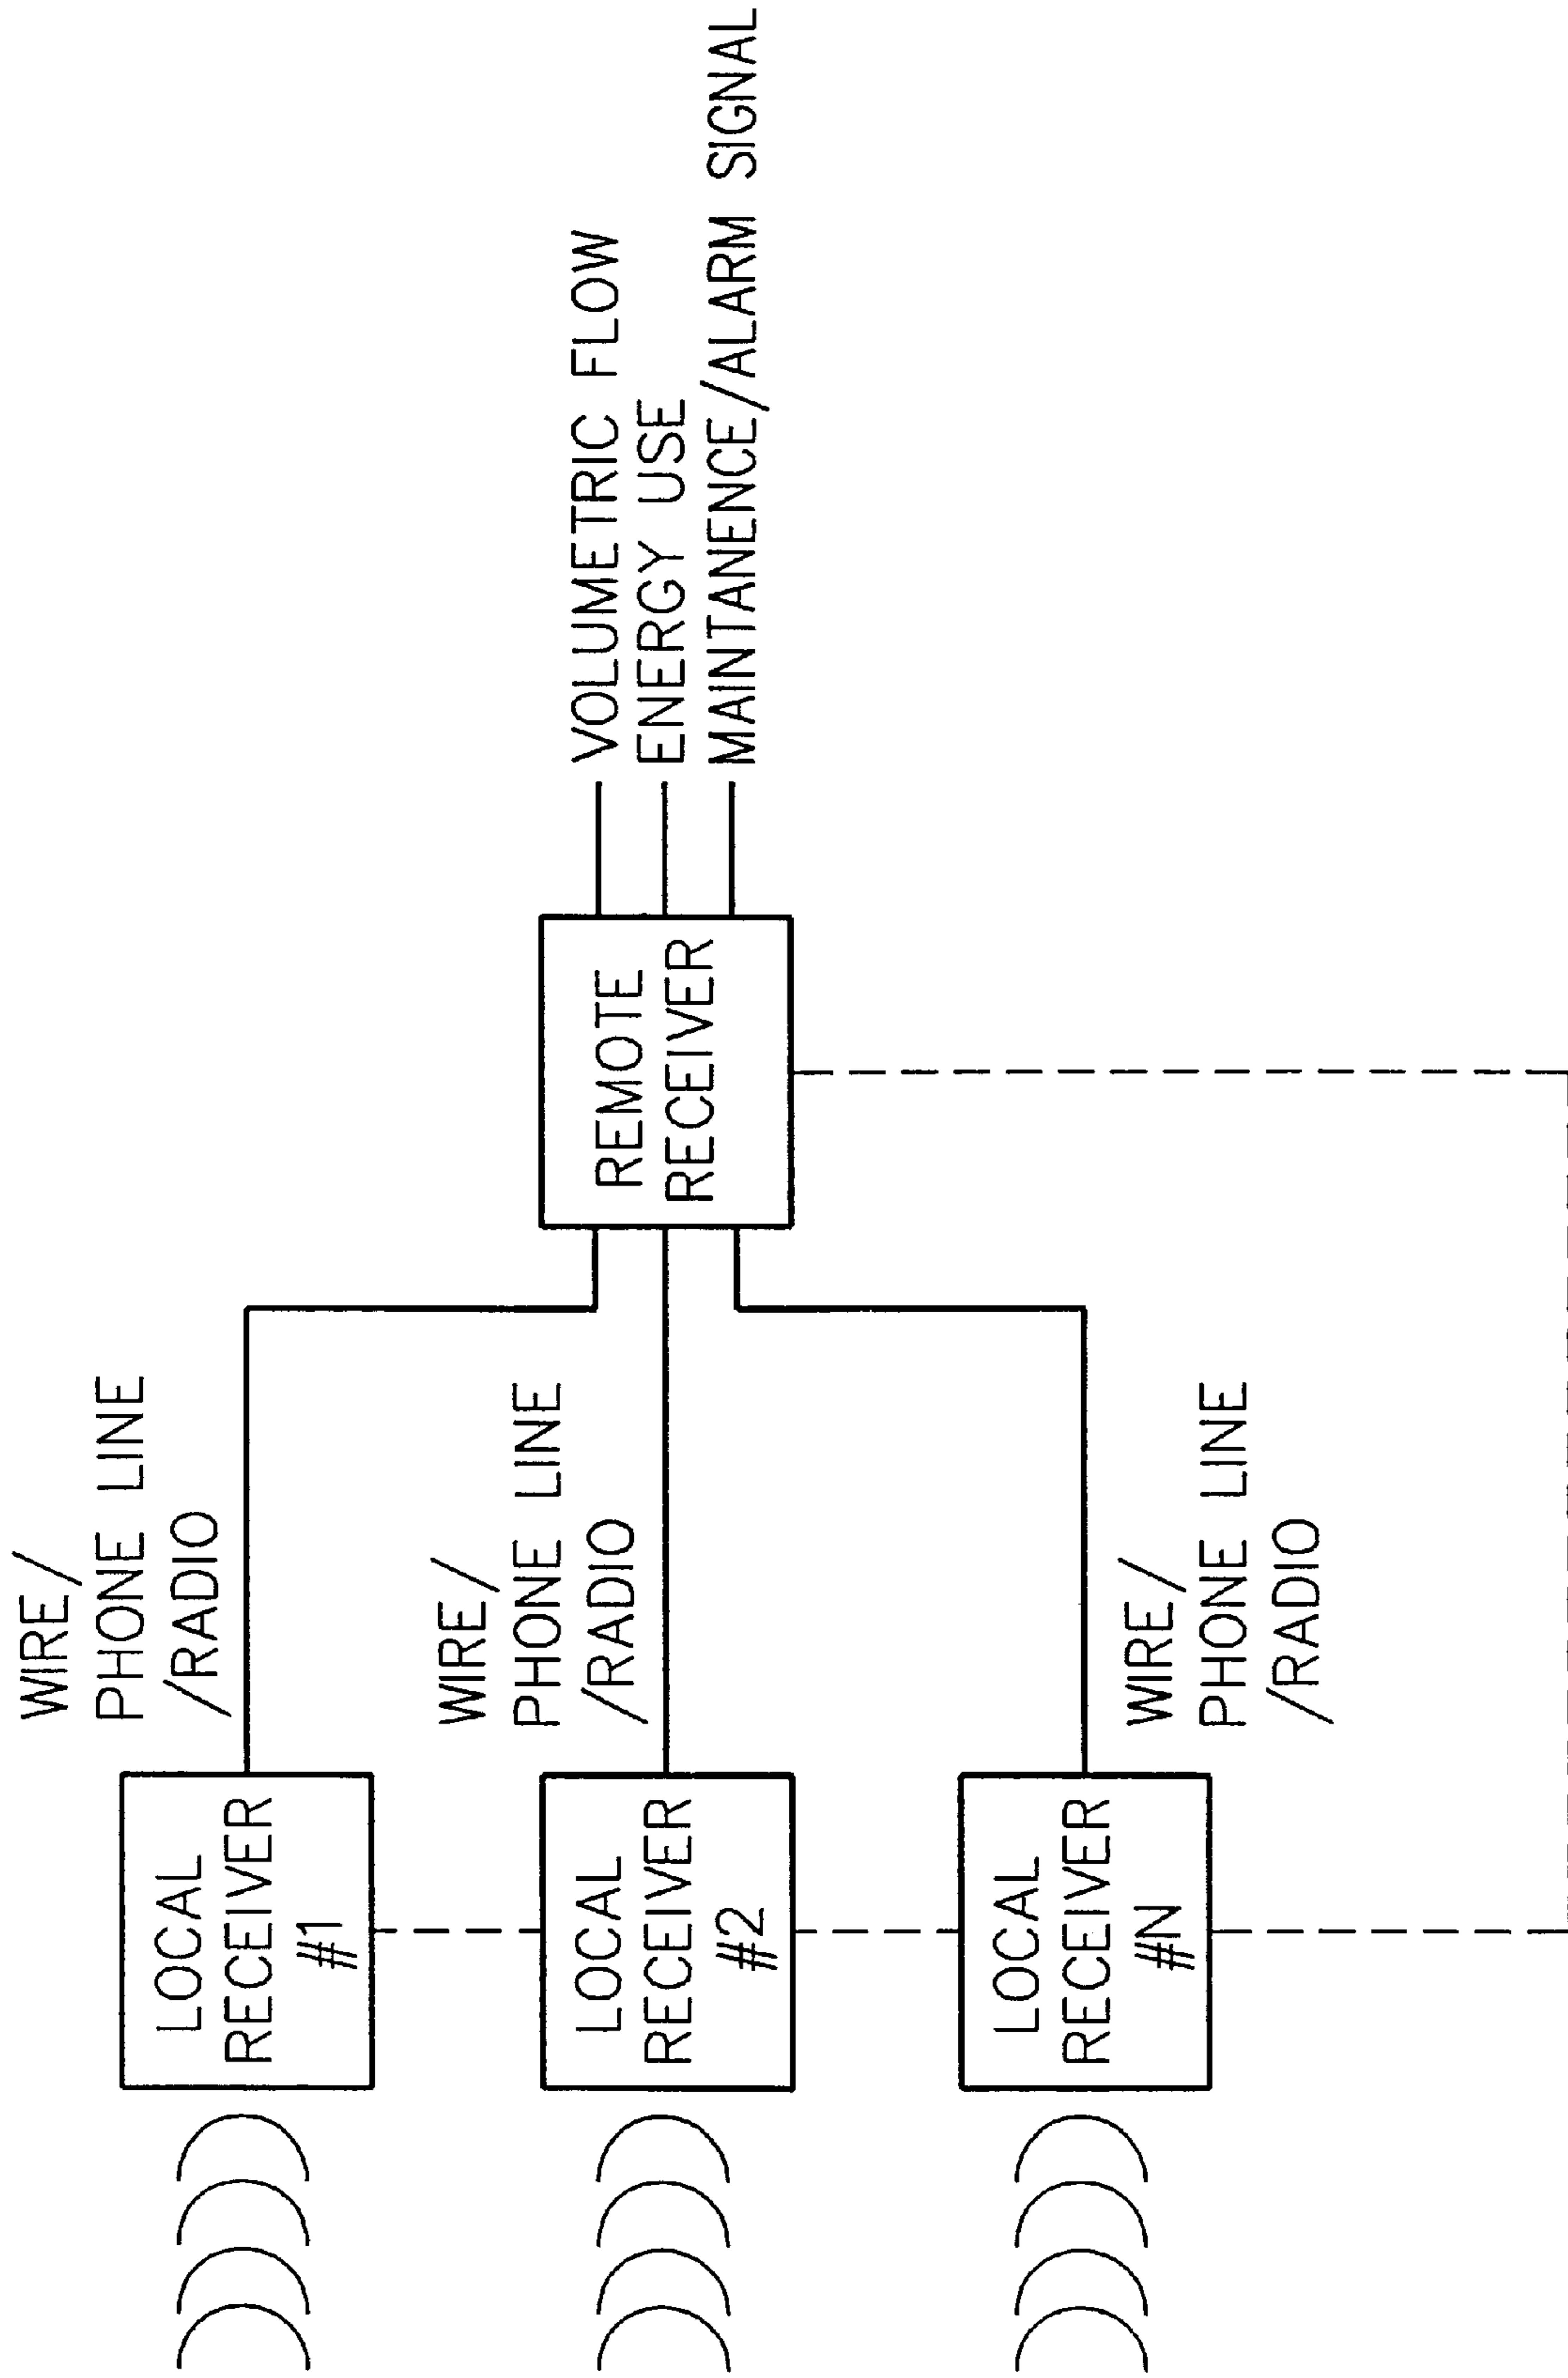 WIRE/
PHONE LINE
/RADIO
LOCAL
RECEIVER
#1
WIRE/
PHONE LINE
/RADIO
LOCAL
RECEIVER
#2
WIRE/
PHONE LINE
/RADIO
LOCAL
RECEIVER
#N
REMOTE
RECEIVER
VOLUMETRIC FLOW
ENERGY USE
MAINTANENCE/ALARM SIGNAL